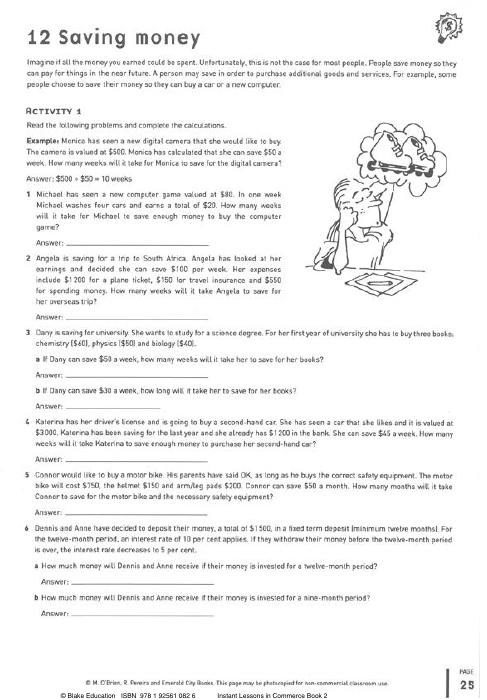 12 Saving money
Imagine if all the money you earned could be spent. Unfortunately, this is not the case for most people. People save money so they
can pay for things in the near future. A person may save in order to purchase additional goods and services. For example, some
people choose to save their money so they can buy a car or a new computer.
ACTIVITY 1
Read the following problems and complete the calculations.
Example: Monica has seen a new digital camera that she would like to buy.
The camera is valued at $500. Monica has calculated that she can save $50 a
week. How many weeks will it take for Monica to save for the digital camera?
Answer: $500 ÷ $50 = 10 weeks
1 Michael has seen a new computer game valued at $80. In one week
Michael washes four cars and earns a total of $20. How many weeks
will it take for Michael to save enough money to buy the computer
game?
Answer:
2 Angela is saving for a trip to South Africa. Angela has looked at her
earnings and decided she can save $100 per week. Her expenses
include $1200 for a plane ticket, $150 for travel insurance and $550
for spending money. How many weeks will it take Angela to save for
her overseas trip?
Answer:
3 Dany is saving for university. She wants to study for a science degree. For her first year of university she has to buy three books:
chemistry ($60), physics ($50) and biology ($40).
a If Dany can save $50 a week, how many weeks will it take her to save for her books?
Answer:
b If Dany can save $30 a week, how long will it take her to save for her books?
Answer:
4 Katerina has her driver's license and is going to buy a second-hand car. She has seen a car that she likes and it is valued at
$3000. Katerina has been saving for the last year and she already has $1200 in the bank. She can save $45 a week. How many
weeks will it take Katerina to save enough money to purchase her second-hand car?
Answer:
5 Connor would like to buy a motor bike. His parents have said OK, as long as he buys the correct safety equipment. The motor
bike will cost $750, the helmet $150 and arm/leg pads $200. Connor can save $50 a month. How many months will it take
Connor to save for the motor bike and the necessary safety equipment?
Answer:
6 Dennis and Anne have decided to deposit their money, a total of $1500, in a fixed term deposit (minimum twelve months). For
the twelve-month period, an interest rate of 10 per cent applies. If they withdraw their money before the twelve-month period
is over, the interest rate decreases to 5 per cent.
a How much money will Dennis and Anne receive if their money is invested for a twelve-month period?
Answer:
b How much money will Dennis and Anne receive if their money is invested for a nine-month period?
Answer:
© M. O'Brien, R. Pereira and Emerald City Books. This page may be photocopied for non-commercial classroom use.
PAGE
25
© Blake Education ISBN 978 1 92561 082 6 Instant Lessons in Commerce Book 2